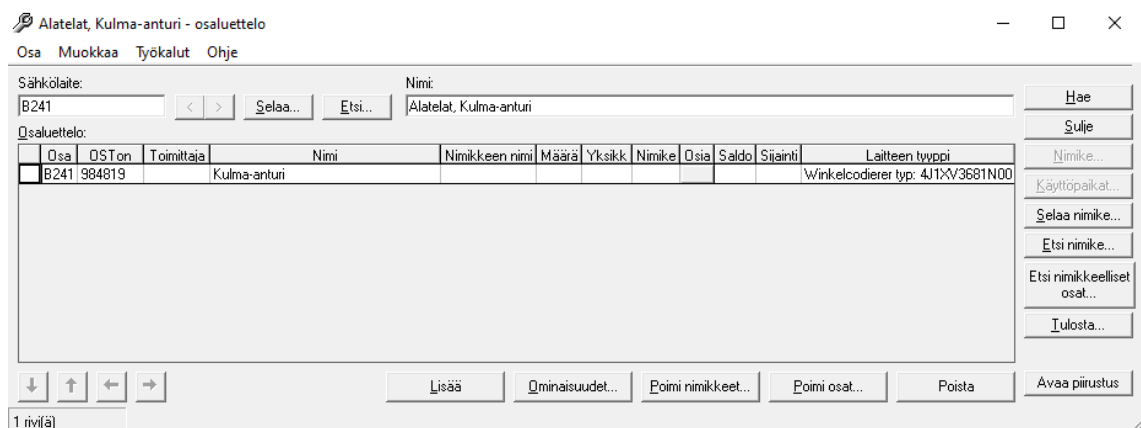 Alatelat, Kulma-anturi - osaluettelo
Osa Muokkaa Työkalut Ohje
Sähkölaite: Nimi:
B241 < > Selaa... Etsi... Alatelat, Kulma-anturi Hae
Osaluettelo: Sulje
Osa OSTon Toimittaja Nimi Nimikkeen nimi Määrä Yksikk Nimike Osia Saldo Sijainti Laitteen tyyppi Nimike...
B241 984819 Kulma-anturi Winkelcodierer typ: 4J1XV3681N00
Käyttöpaikat...
Selaa nimike...
Etsi nimike...
Etsi nimikkeelliset
osat...
Tulosta...
Lisää Ominaisuudet... Poimi nimikkeet... Poimi osat... Poista Avaa piirustus
1 rivi(ä)